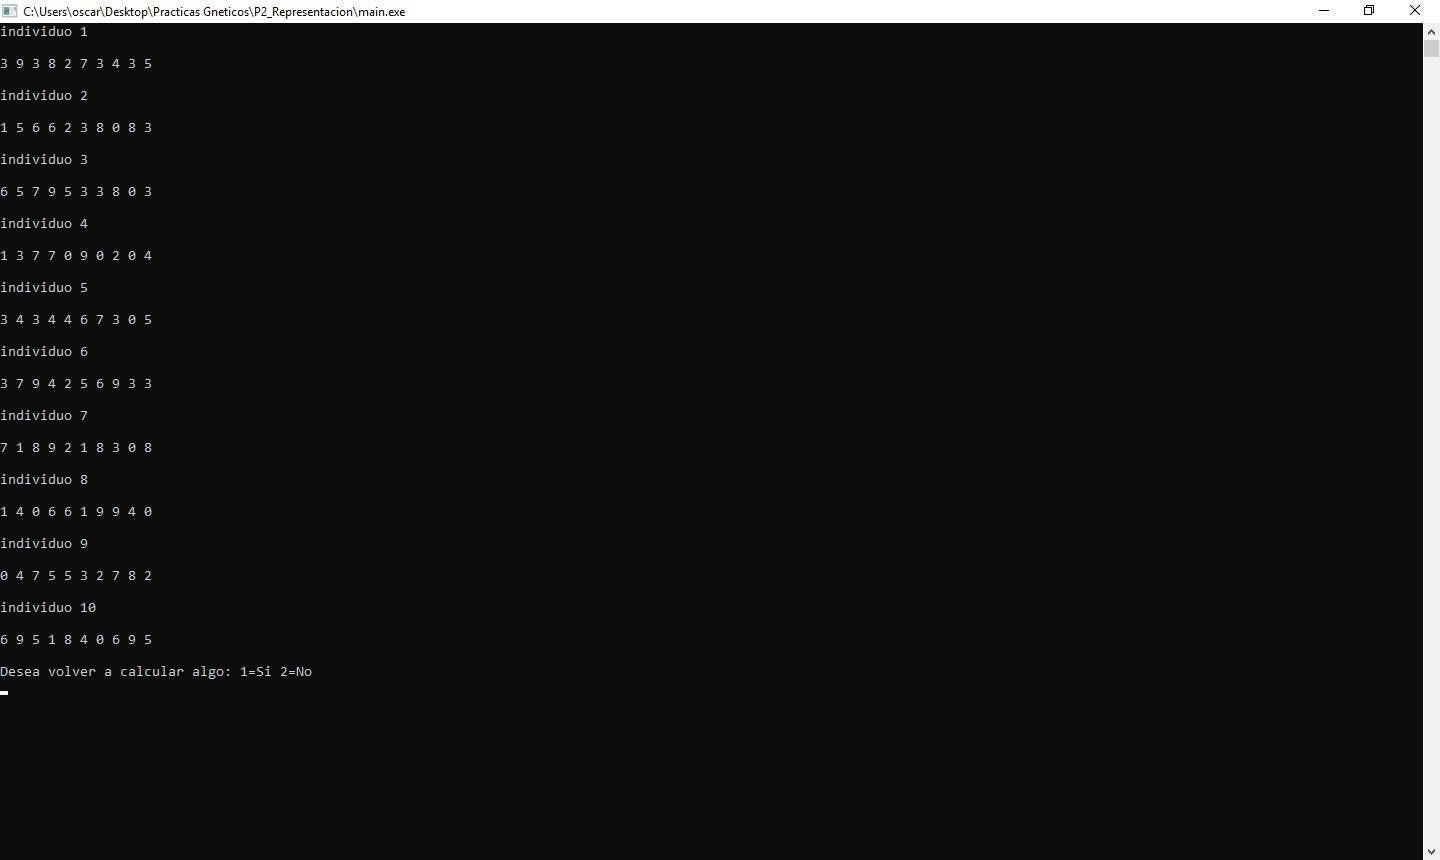 C:\Users\oscar\Desktop\Practicas Gneticos\P2_Representacion\main.exe
individuo 1
3 9 3 8 2 7 3 4 3 5
individuo 2
1 5 6 6 2 3 8 0 8 3
individuo 3
6 5 7 9 5 3 3 8 0 3
individuo 4
1 3 7 7 0 9 0 2 0 4
individuo 5
3 4 3 4 4 6 7 3 0 5
individuo 6
3 7 9 4 2 5 6 9 3 3
individuo 7
7 1 8 9 2 1 8 3 0 8
individuo 8
1 4 0 6 6 1 9 9 4 0
individuo 9
0 4 7 5 5 3 2 7 8 2
individuo 10
6 9 5 1 8 4 0 6 9 5
Desea volver a calcular algo: 1=Si 2=No